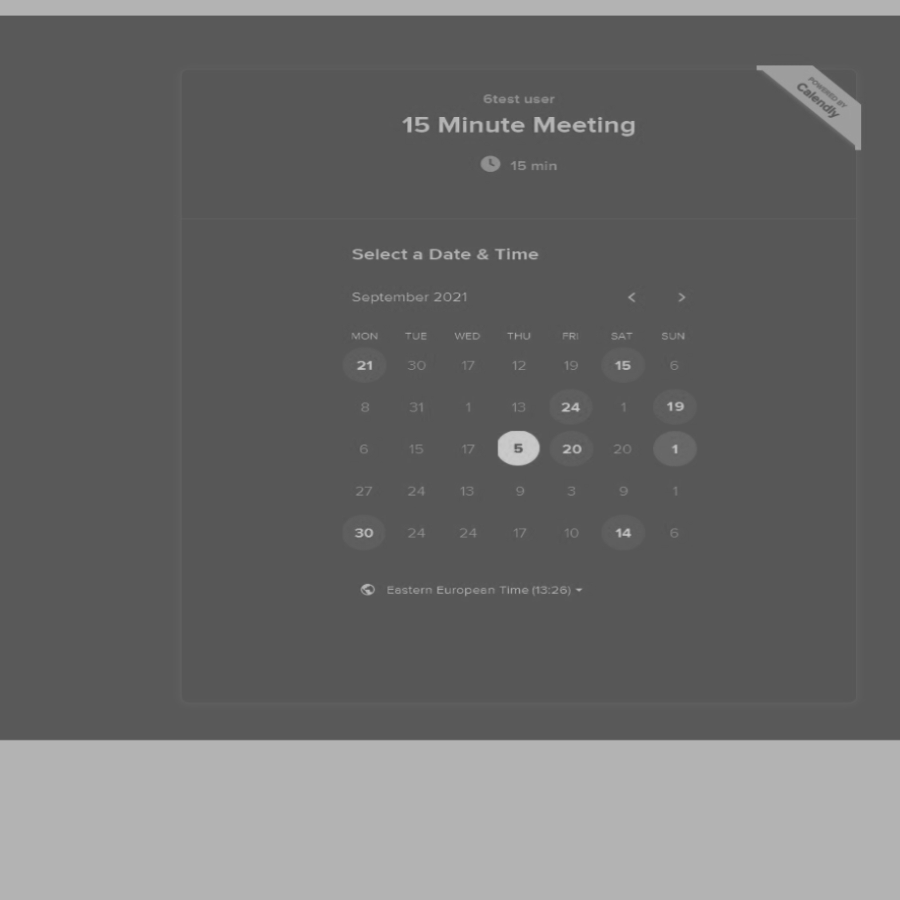 POWERED BY
Calendly
6test user
15 Minute Meeting
15 min
Select a Date & Time
September 2021 < >
MON TUE WED THU FRI SAT SUN
21 30 17 12 19 15 6
8 31 1 13 24 1 19
6 15 17 5 20 20 1
27 24 13 9 3 9 1
30 24 24 17 10 14 6
Eastern Europeen Time (13:26)